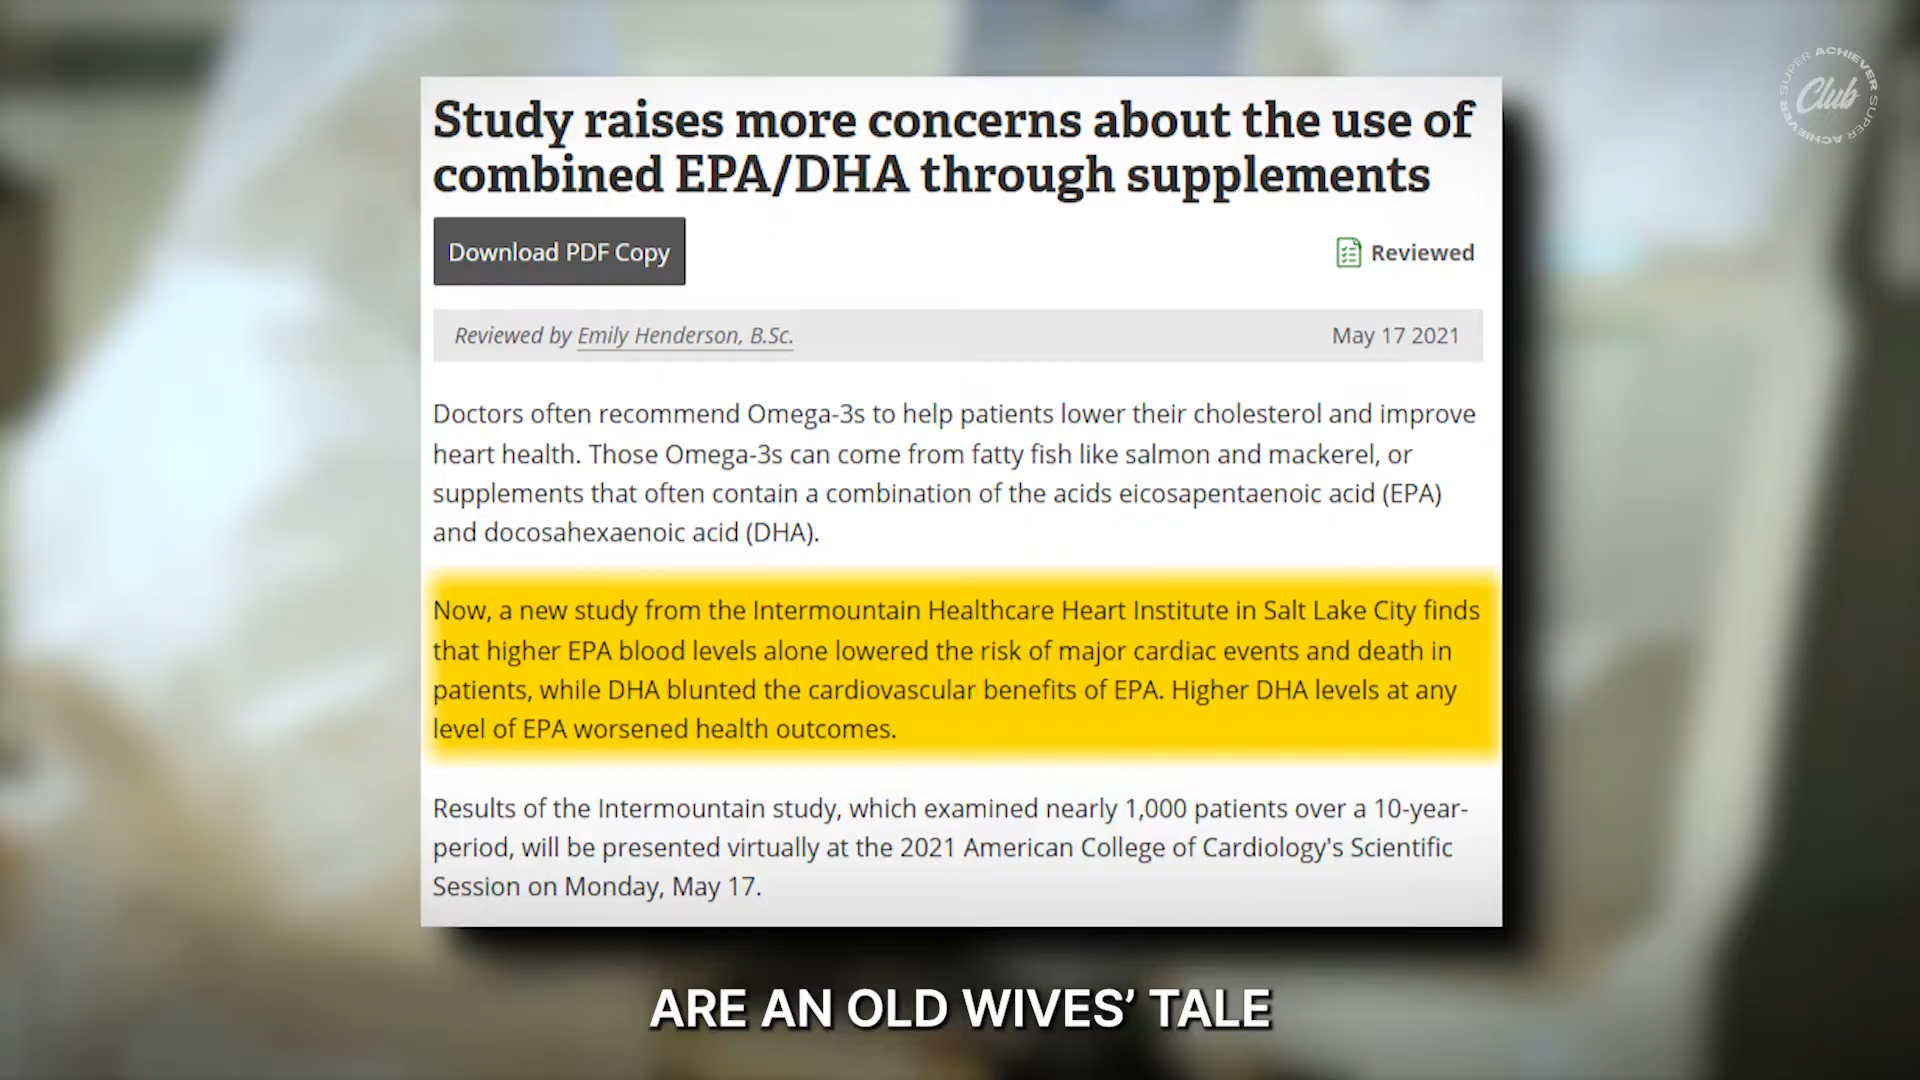 Study raises more concerns about the use of
combined EPA/DHA through supplements
Download PDF Copy
Reviewed
Reviewed by Emily Henderson, B.Sc.
May 17 2021
Doctors often recommend Omega-3s to help patients lower their cholesterol and improve
heart health. Those Omega-3s can come from fatty fish like salmon and mackerel, or
supplements that often contain a combination of the acids eicosapentaenoic acid (EPA)
and docosahexaenoic acid (DHA).
Now, a new study from the Intermountain Healthcare Heart Institute in Salt Lake City finds
that higher EPA blood levels alone lowered the risk of major cardiac events and death in
patients, while DHA blunted the cardiovascular benefits of EPA. Higher DHA levels at any
level of EPA worsened health outcomes.
Results of the Intermountain study, which examined nearly 1,000 patients over a 10-year-
period, will be presented virtually at the 2021 American College of Cardiology's Scientific
Session on Monday, May 17.
ARE AN OLD WIVES’ TALE
SUPER ACHIEVER SUPER ACHIEVER
Club